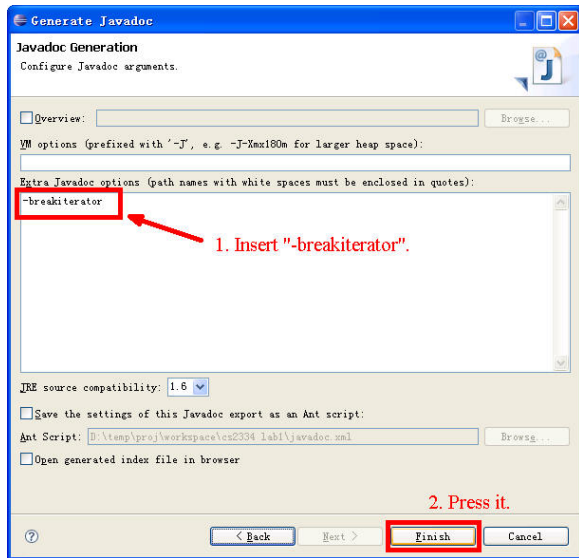 Generate Javadoc
Javadoc Generation
Configure Javadoc arguments.
Overview:
Browse...
VM options (prefixed with '-J', e.g. -J-Xmx180m for larger heap space):
Extra Javadoc options (path names with white spaces must be enclosed in quotes):
-breakiterator
1. Insert "-breakiterator".
JRE source compatibility: 1.6
Save the settings of this Javadoc export as an Ant script:
Ant Script: D:\temp\proj\workspace\cs2334 lab1\javadoc.xml
Browse...
Open generated index file in browser
2. Press it.
< Back Next > Finish Cancel